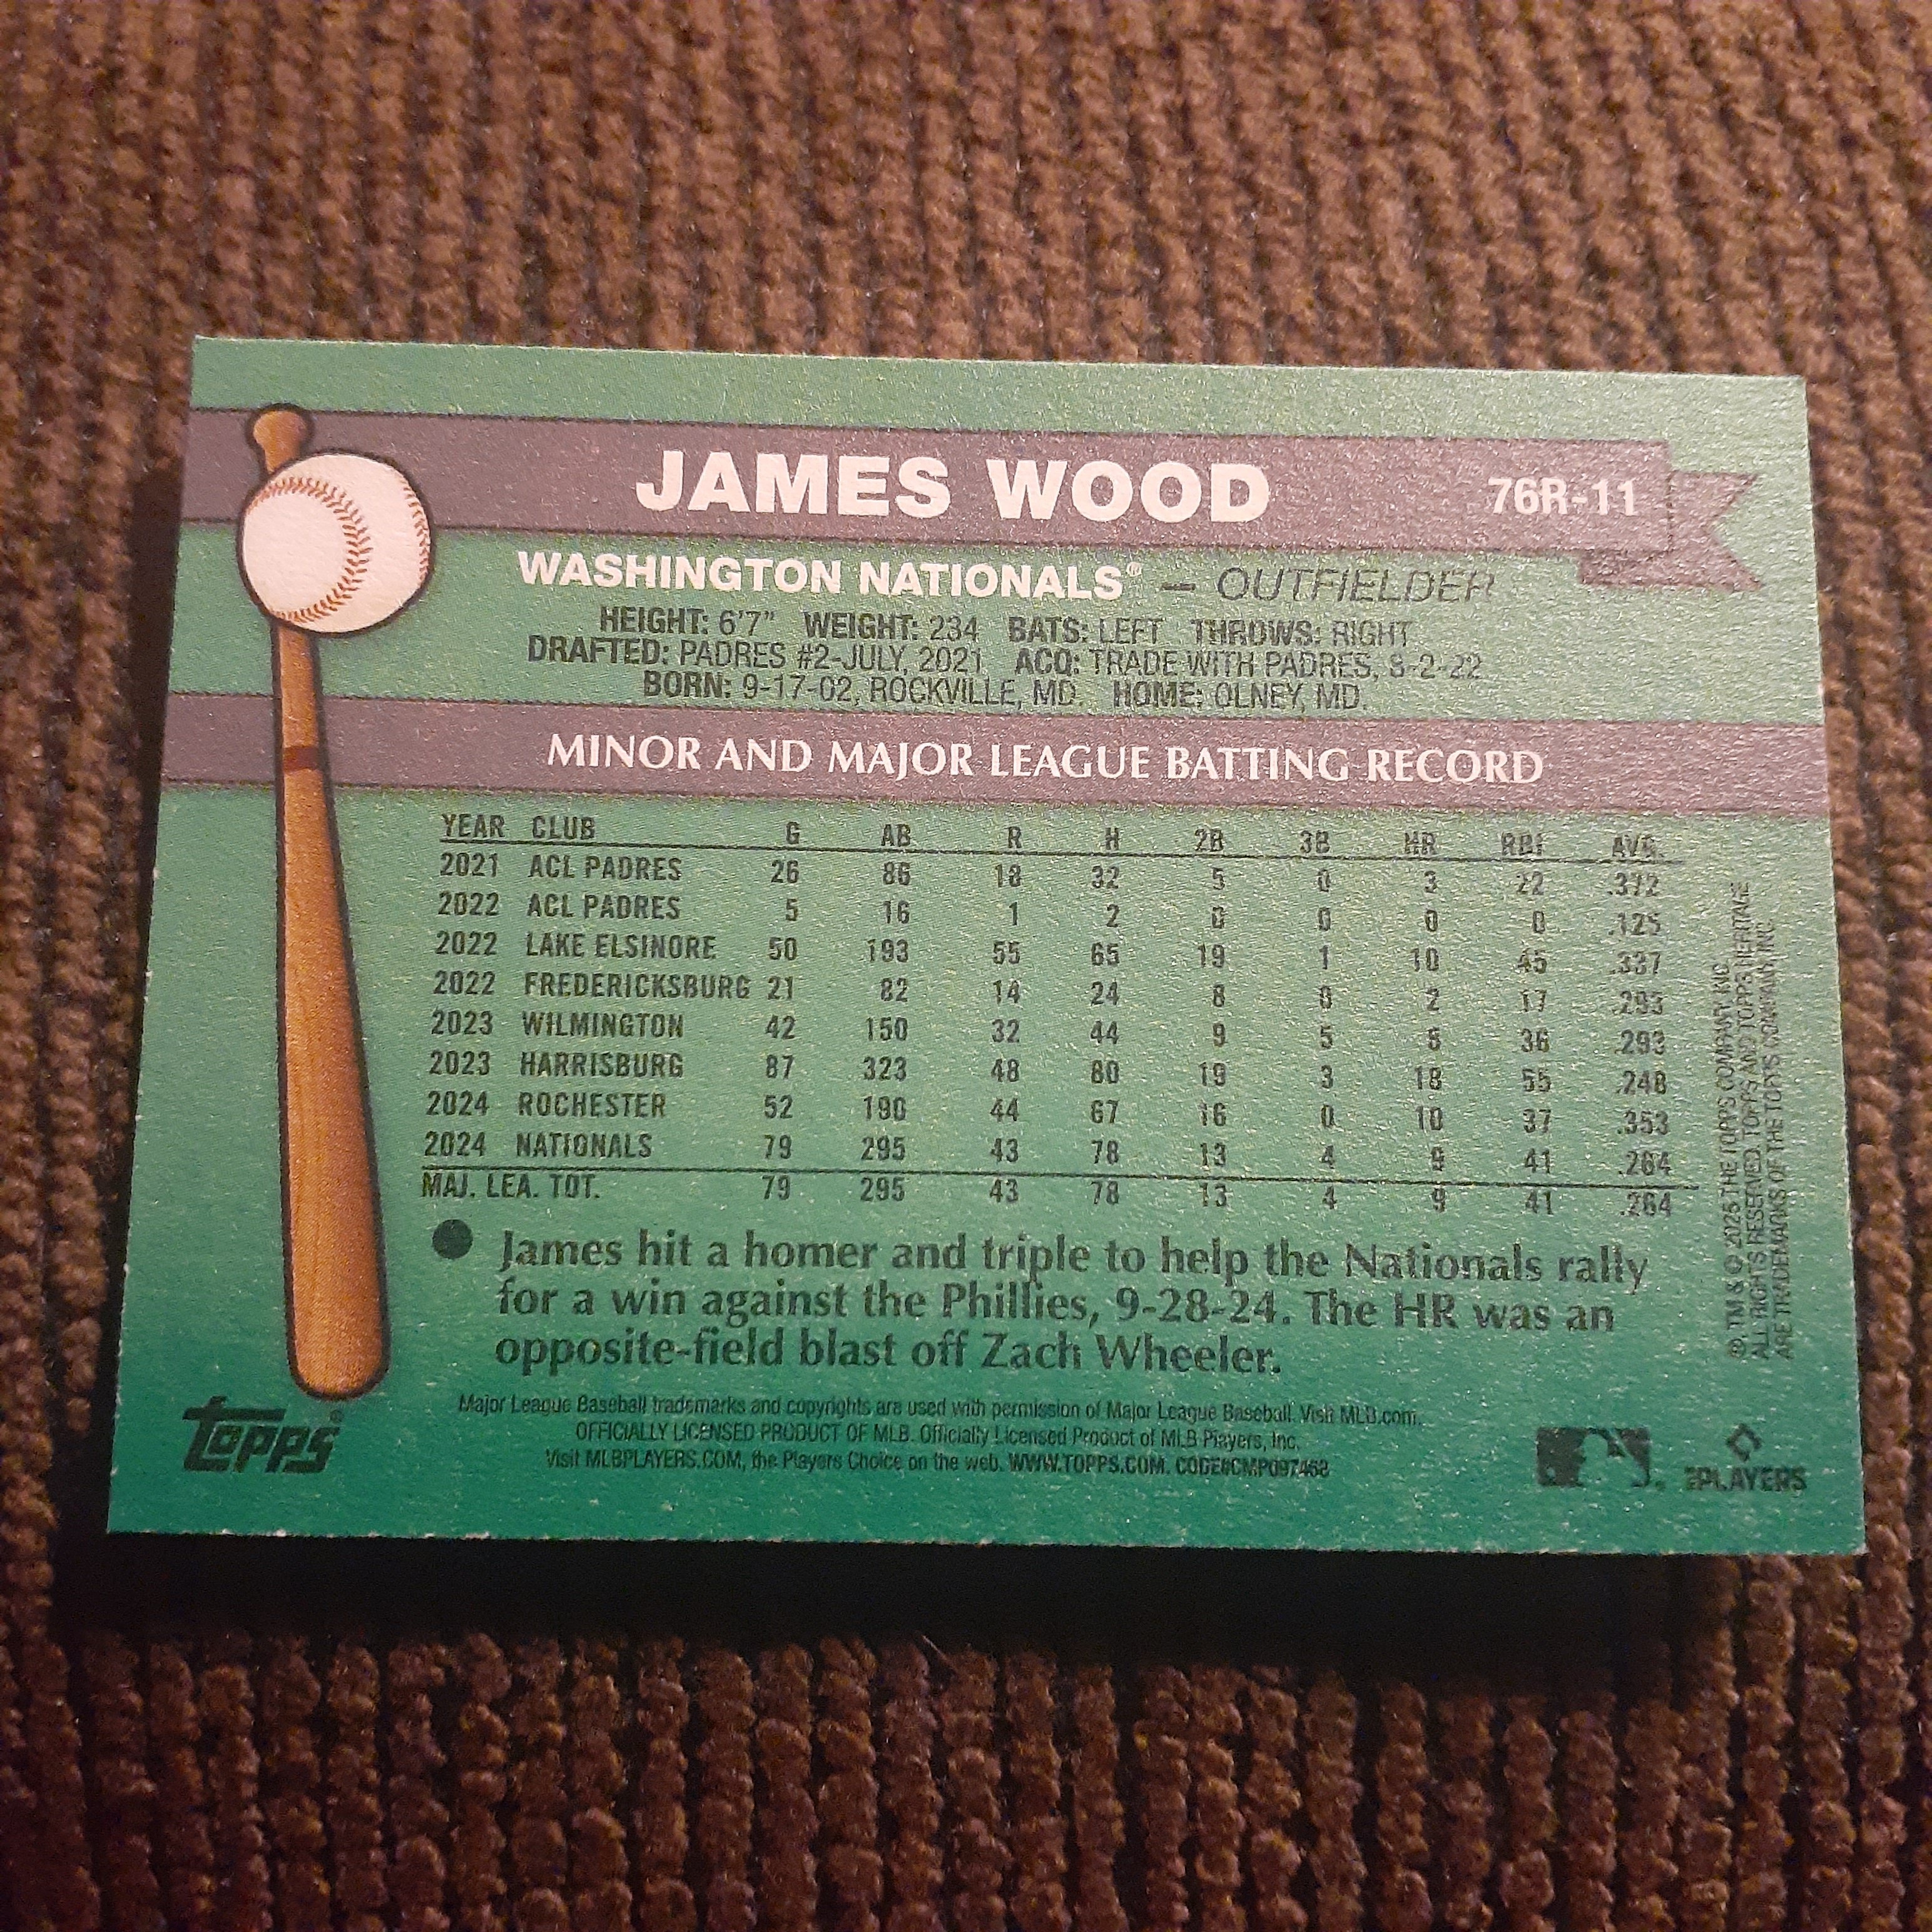 JAMES WOOD 76R-11
WASHINGTON NATIONALS® — OUTFIELDER
HEIGHT: 6'7" WEIGHT: 234 BATS: LEFT THROWS: RIGHT
DRAFTED: PADRES #2-JULY, 2021 ACQ: TRADE WITH PADRES, 8-2-22
BORN: 9-17-02, ROCKVILLE, MD. HOME: OLNEY, MD.
MINOR AND MAJOR LEAGUE BATTING RECORD
YEAR CLUB G AB R H 2B 3B HR RBI AVG.
2021 ACL PADRES 26 86 18 32 5 0 3 22 .372
2022 ACL PADRES 5 16 1 2 0 0 0 0 .125
2022 LAKE ELSINORE 50 193 55 65 19 1 10 45 .337
2022 FREDERICKSBURG 21 82 14 24 8 0 2 17 .293
2023 WILMINGTON 42 150 32 44 9 5 8 36 .293
2023 HARRISBURG 87 323 48 80 19 3 18 55 .248
2024 ROCHESTER 52 190 44 67 16 0 10 37 .353
2024 NATIONALS 79 295 43 78 13 4 9 41 .264
MAJ. LEA. TOT. 79 295 43 78 13 4 9 41 .264
James hit a homer and triple to help the Nationals rally
for a win against the Phillies, 9-28-24. The HR was an
opposite-field blast off Zach Wheeler.
topps®
Major League Baseball trademarks and copyrights are used with permission of Major League Baseball. Visit MLB.com.
OFFICIALLY LICENSED PRODUCT OF MLB. Officially Licensed Product of MLB Players, Inc.
Visit MLBPLAYERS.COM, the Players Choice on the web. WWW.TOPPS.COM. CODE#CMP097468
PLAYERS
®, TM & © 2025 THE TOPPS COMPANY, INC.
ALL RIGHTS RESERVED. TOPPS AND TOPPS HERITAGE
ARE TRADEMARKS OF THE TOPPS COMPANY, INC.